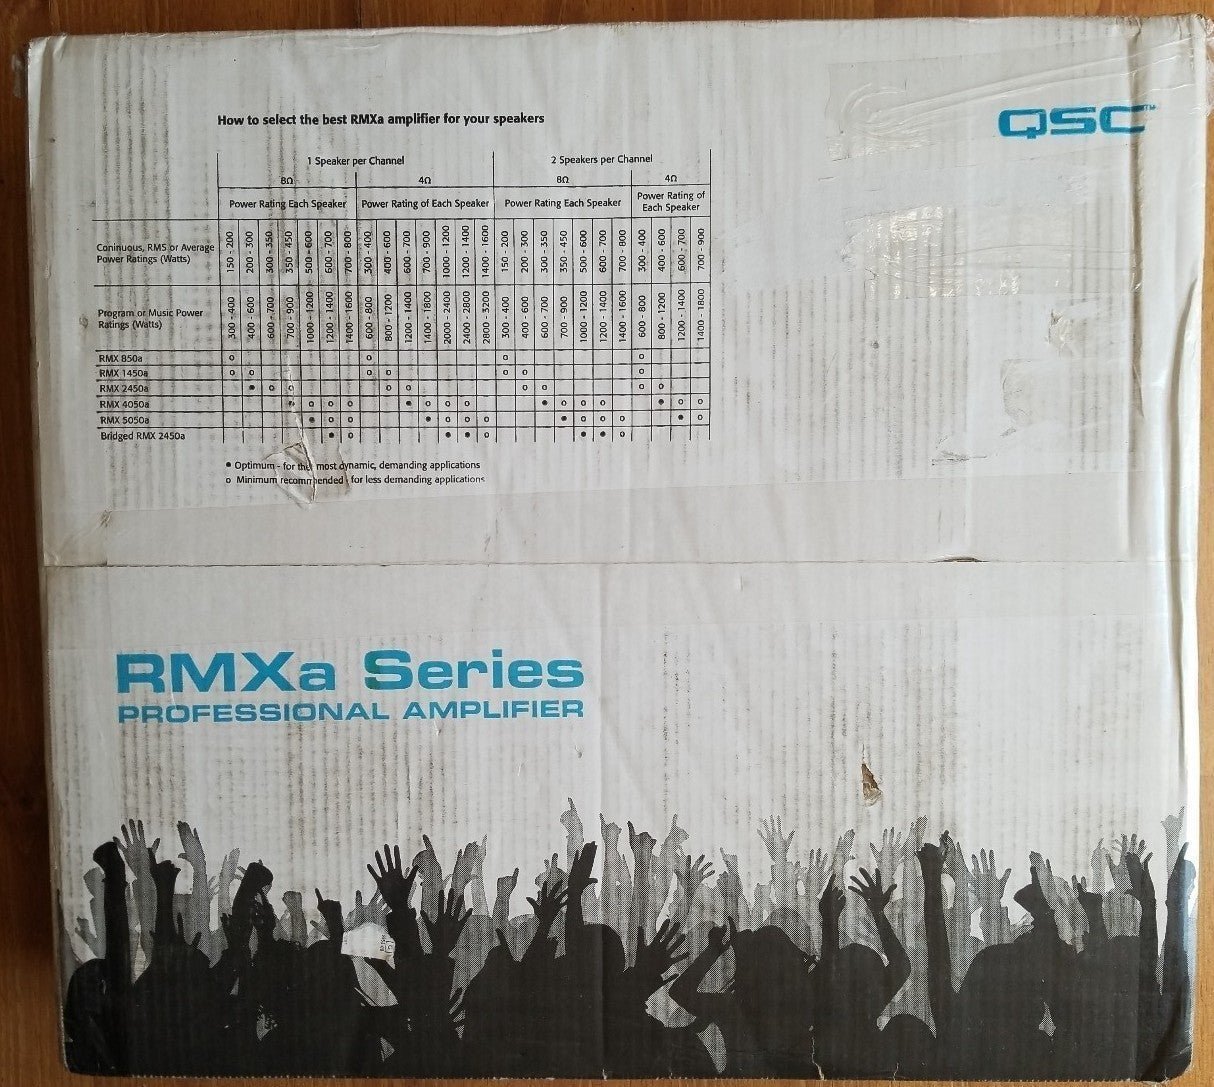 How to select the best RMXa amplifier for your speakers
QSC™
1 Speaker per Channel 2 Speakers per Channel
8Ω 4Ω 8Ω 4Ω
Power Rating Each Speaker Power Rating of Each Speaker Power Rating Each Speaker Power Rating of
Each Speaker
Coninuous, RMS or Average
Power Ratings (Watts)
150 - 200 200 - 300 300 - 350 350 - 450 500 - 600 600 - 700 700 - 800 300 - 400 400 - 600 600 - 700 700 - 900 1000 - 1200 1200 - 1400 1400 - 1600 150 - 200 200 - 300 300 - 350 350 - 450 500 - 600 600 - 700 700 - 800 300 - 400 400 - 600 600 - 700 700 - 900
Program or Music Power
Ratings (Watts)
300 - 400 400 - 600 600 - 700 700 - 900 1000 - 1200 1200 - 1400 1400 - 1600 600 - 800 800 - 1200 1200 - 1400 1400 - 1800 2000 - 2400 2400 - 2800 2800 - 3200 300 - 400 400 - 600 600 - 700 700 - 900 1000 - 1200 1200 - 1400 1400 - 1600 600 - 800 800 - 1200 1200 - 1400 1400 - 1800
RMX 850a o o o o
RMX 1450a o o o o o o o
RMX 2450a • o o o o o o o o
RMX 4050a • o o o • o o o • o o o • o o
RMX 5050a • o o • o o o • o o o • o
Bridged RMX 2450a • o • • o • • o
• Optimum - for the most dynamic, demanding applications
o Minimum recommended - for less demanding applications
RMXa Series
PROFESSIONAL AMPLIFIER